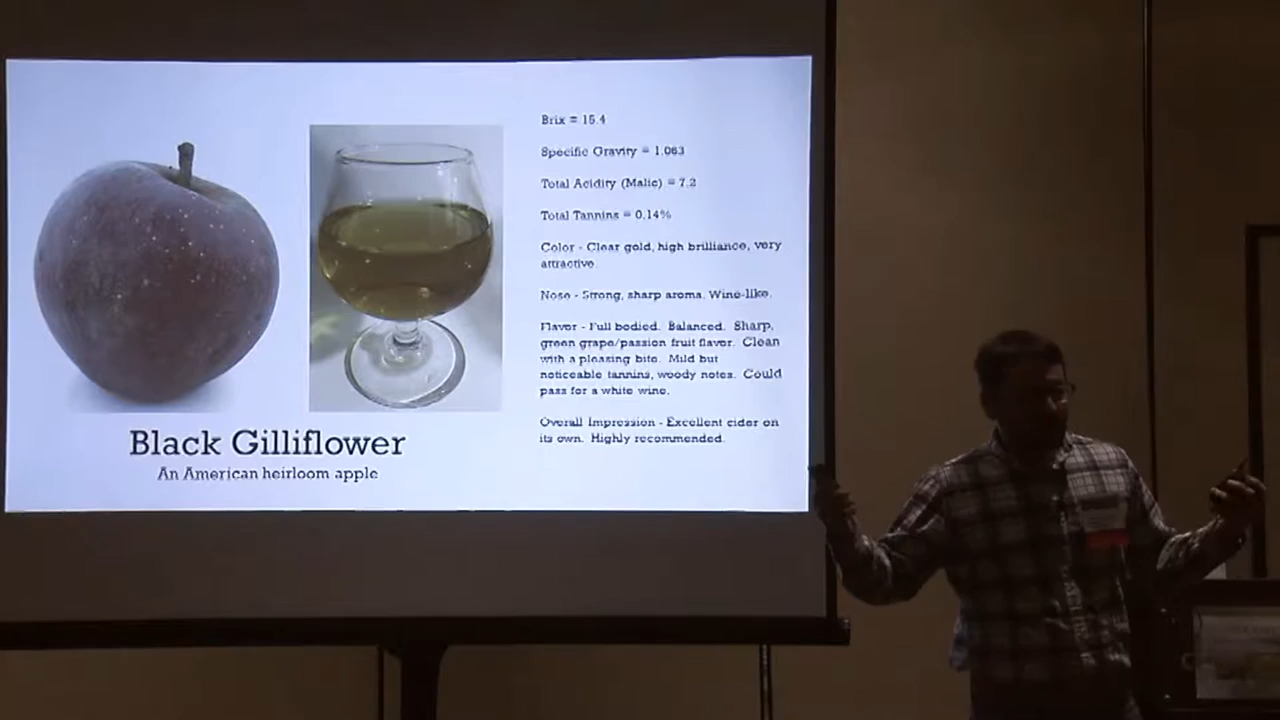 Brix = 15.4
Specific Gravity = 1.063
Total Acidity (Malic) = 7.2
Total Tannins = 0.14%
Color - Clear gold, high brilliance, very
attractive.
Nose - Strong, sharp aroma. Wine-like.
Flavor - Full bodied. Balanced. Sharp,
green grape/passion fruit flavor. Clean
with a pleasing bite. Mild but
noticeable tannins, woody notes. Could
pass for a white wine.
Overall Impression - Excellent cider on
its own. Highly recommended.
Black Gilliflower
An American heirloom apple